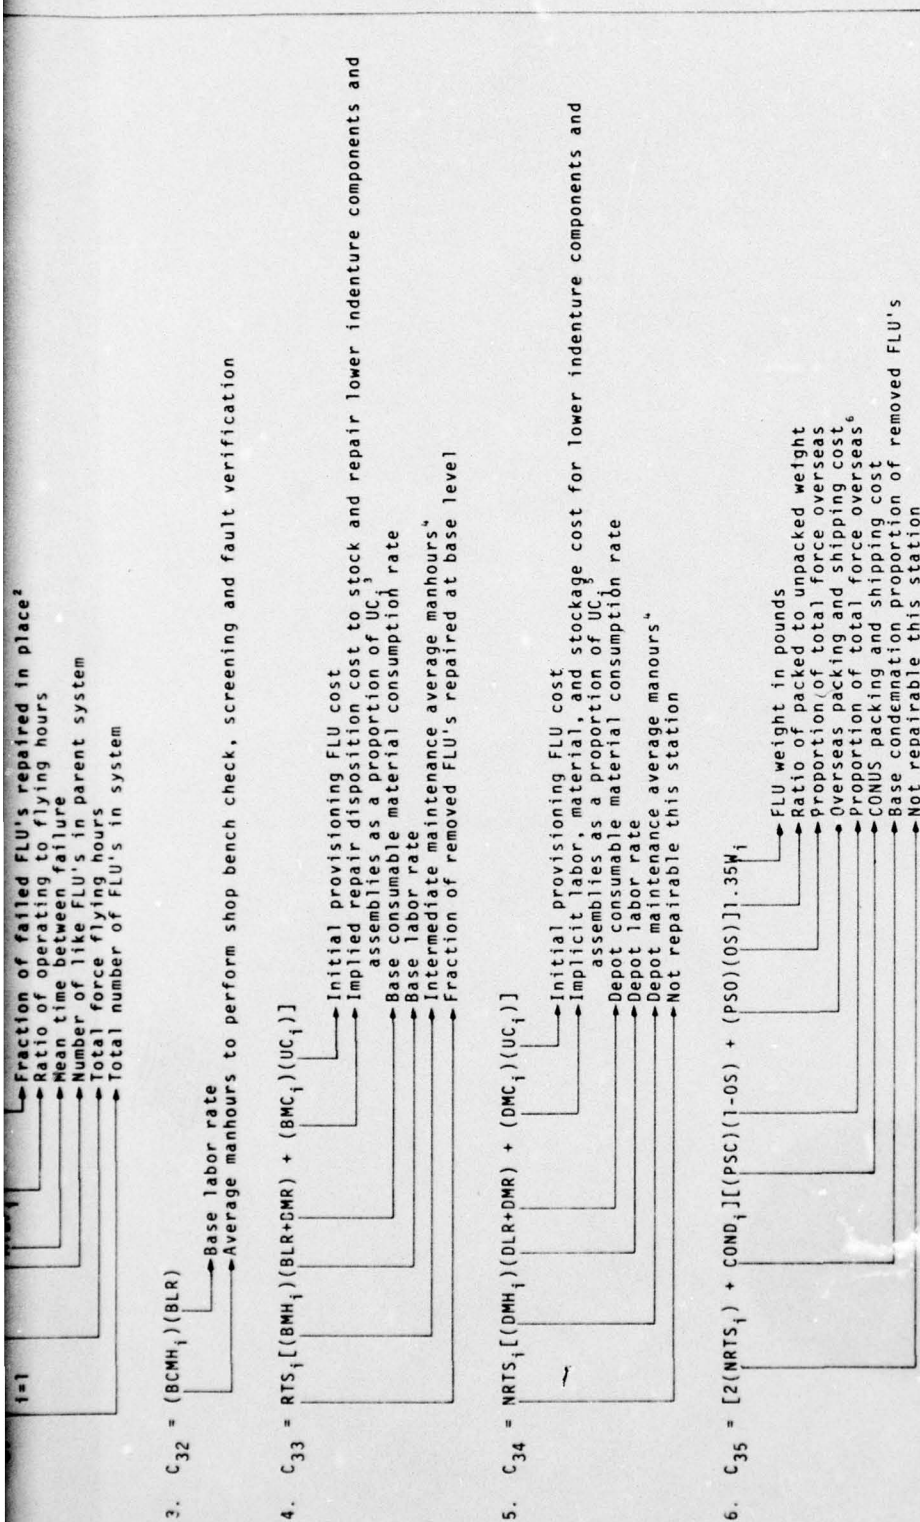 i=1
Fraction of failed FLU's repaired in place²
Ratio of operating to flying hours
Mean time between failure
Number of like FLU's in parent system
Total force flying hours
Total number of FLU's in system
3. C₃₂ = (BCMHᵢ)(BLR)
Base labor rate
Average manhours to perform shop bench check, screening and fault verification
4. C₃₃ = RTSᵢ[(BMHᵢ)(BLR+BMR) + (BMCᵢ)(UCᵢ)]
Initial provisioning FLU cost
Implied repair disposition cost to stock and repair lower indenture components and
assemblies as a proportion of UCᵢ³
Base consumable material consumption rate
Base labor rate
Intermediate maintenance average manhours⁴
Fraction of removed FLU's repaired at base level
5. C₃₄ = NRTSᵢ[(DMHᵢ)(DLR+DMR) + (DMCᵢ)(UCᵢ)]
Initial provisioning FLU cost
Implicit labor, material, and stockage cost for lower indenture components and
assemblies as a proportion of UCᵢ⁵
Depot consumable material consumption rate
Depot labor rate
Depot maintenance average manours⁴
Not repairable this station
6. C₃₅ = [2(NRTSᵢ) + CONDᵢ][(PSC)(1-OS) + (PSO)(OS)]1.35Wᵢ
FLU weight in pounds
Ratio of packed to unpacked weight
Proportion of total force overseas
Overseas packing and shipping cost
Proportion of total force overseas⁶
CONUS packing and shipping cost
Base condemnation proportion of removed FLU's
Not repairable this station